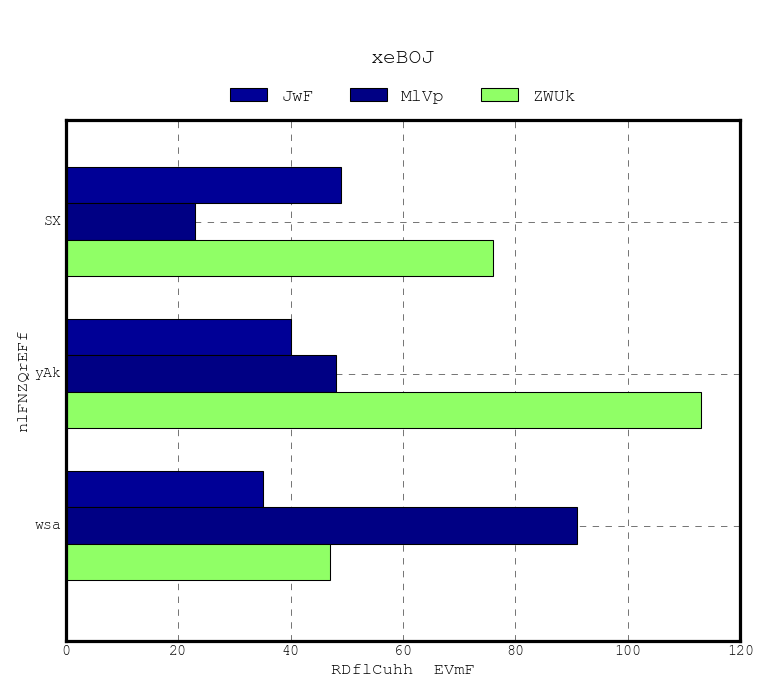 xeBOJ
JwF MlVp ZWUk
SX
yAk
wsa
nlFNZQrEFf
0 20 40 60 80 100 120
RDflCuhh EVmF